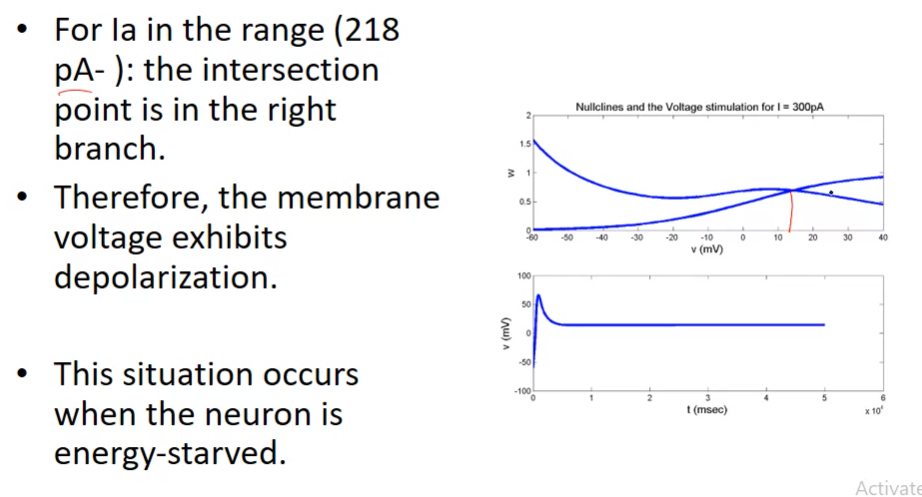 • For Ia in the range (218
pA- ): the intersection
point is in the right
branch.
• Therefore, the membrane
voltage exhibits
depolarization.
• This situation occurs
when the neuron is
energy-starved.
Nullclines and the Voltage stimulation for I = 300pA
2
1.5
1
0.5
0
w
-60 -50 -40 -30 -20 -10 0 10 20 30 40
v (mV)
100
50
0
-50
-100
v (mV)
0 1 2 3 4 5 6
t (msec)
x 10⁴
Activate